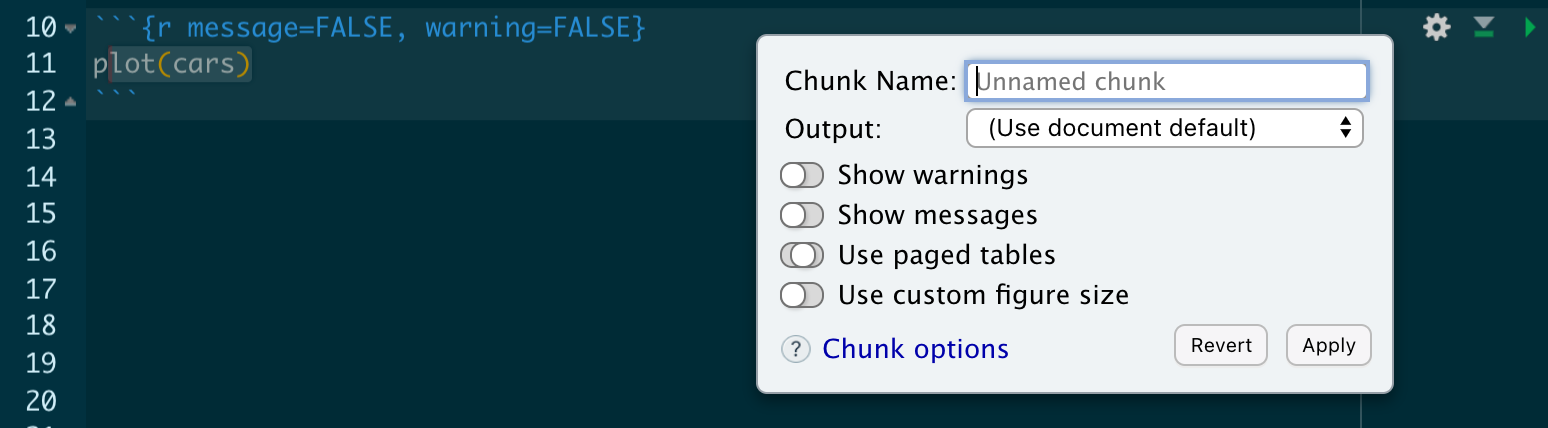 10 ```{r message=FALSE, warning=FALSE}
11 plot(cars)
12 ```
13
14
15
16
17
18
19
20
Chunk Name: Unnamed chunk
Output: (Use document default)
Show warnings
Show messages
Use paged tables
Use custom figure size
? Chunk options Revert Apply